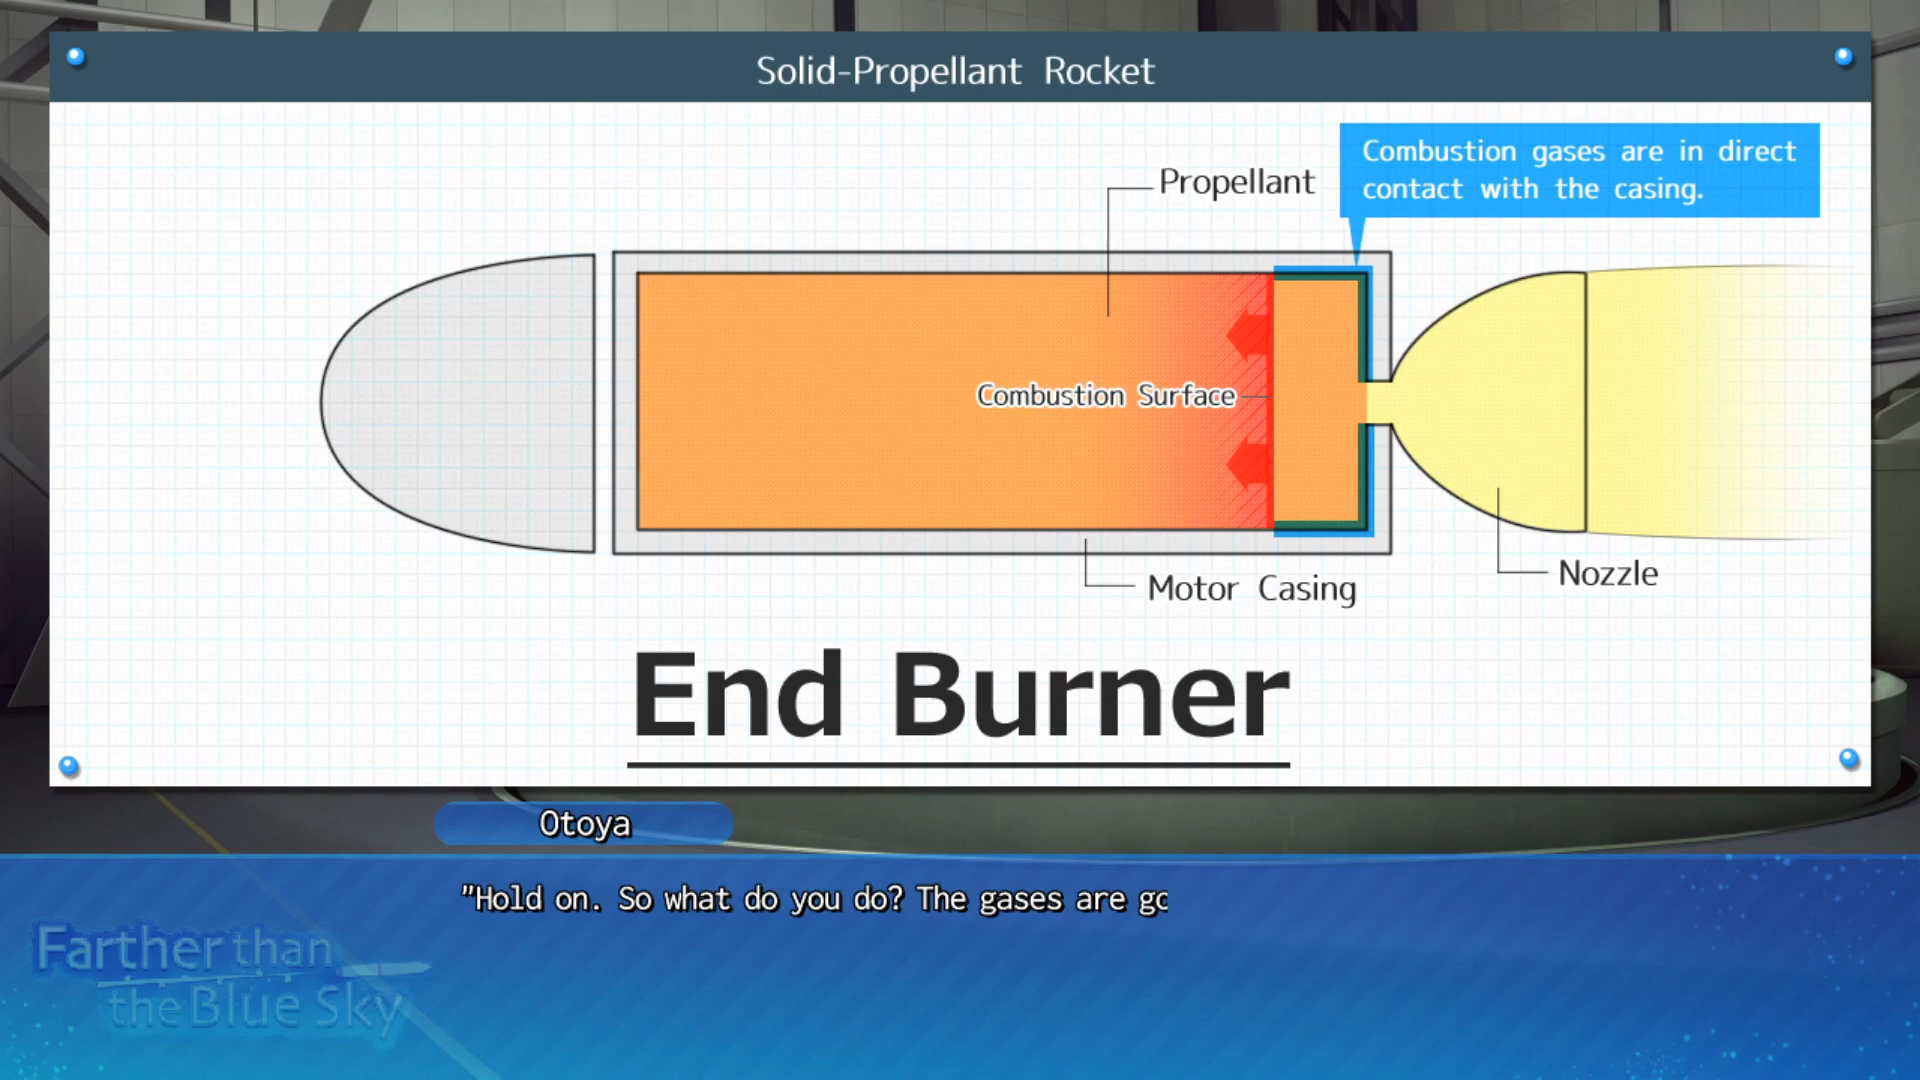 Solid-Propellant Rocket
Combustion gases are in direct
contact with the casing.
Propellant
Combustion Surface
Motor Casing
Nozzle
End Burner
Otoya
"Hold on. So what do you do? The gases are go
Farther than
the Blue Sky